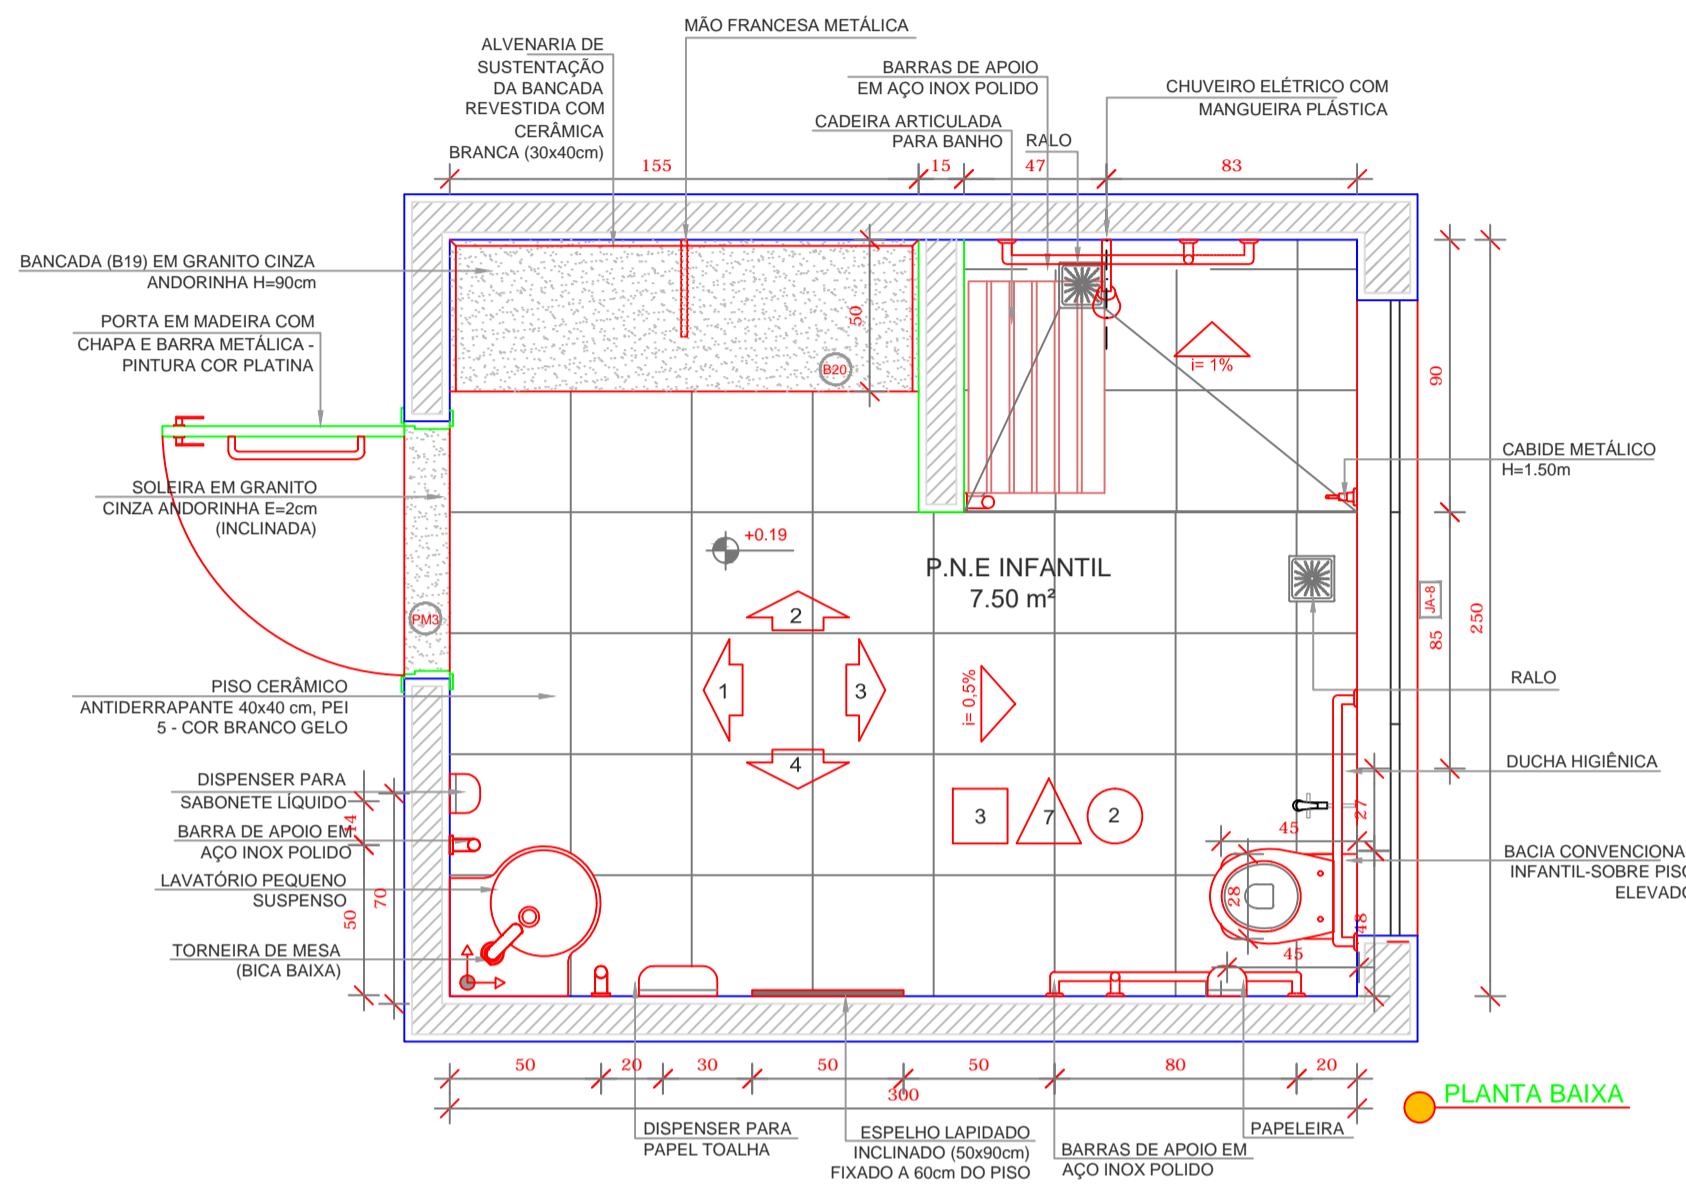 MÃO FRANCESA METÁLICA
ALVENARIA DE
SUSTENTAÇÃO
DA BANCADA
REVESTIDA COM
CERÂMICA
BRANCA (30x40cm)
BARRAS DE APOIO
EM AÇO INOX POLIDO
CADEIRA ARTICULADA
PARA BANHO
RALO
CHUVEIRO ELÉTRICO COM
MANGUEIRA PLÁSTICA
155
15
47
83
BANCADA (B19) EM GRANITO CINZA
ANDORINHA H=90cm
PORTA EM MADEIRA COM
CHAPA E BARRA METÁLICA -
PINTURA COR PLATINA
50
B20
i= 1%
90
SOLEIRA EM GRANITO
CINZA ANDORINHA E=2cm
(INCLINADA)
CABIDE METÁLICO
H=1.50m
+0.19
P.N.E INFANTIL
7.50 m²
PM3
JA-8
85
250
2
1
3
4
i= 0,5%
RALO
PISO CERÂMICO
ANTIDERRAPANTE 40x40 cm, PEI
5 - COR BRANCO GELO
DISPENSER PARA
SABONETE LÍQUIDO
14
BARRA DE APOIO EM
AÇO INOX POLIDO
LAVATÓRIO PEQUENO
SUSPENSO
70
50
TORNEIRA DE MESA
(BICA BAIXA)
3
7
2
DUCHA HIGIÊNICA
27
45
BACIA CONVENCIONA
INFANTIL-SOBRE PISO
ELEVADO
28
48
45
50
20
30
50
50
80
20
300
PLANTA BAIXA
DISPENSER PARA
PAPEL TOALHA
ESPELHO LAPIDADO
INCLINADO (50x90cm)
FIXADO A 60cm DO PISO
BARRAS DE APOIO EM
AÇO INOX POLIDO
PAPELEIRA